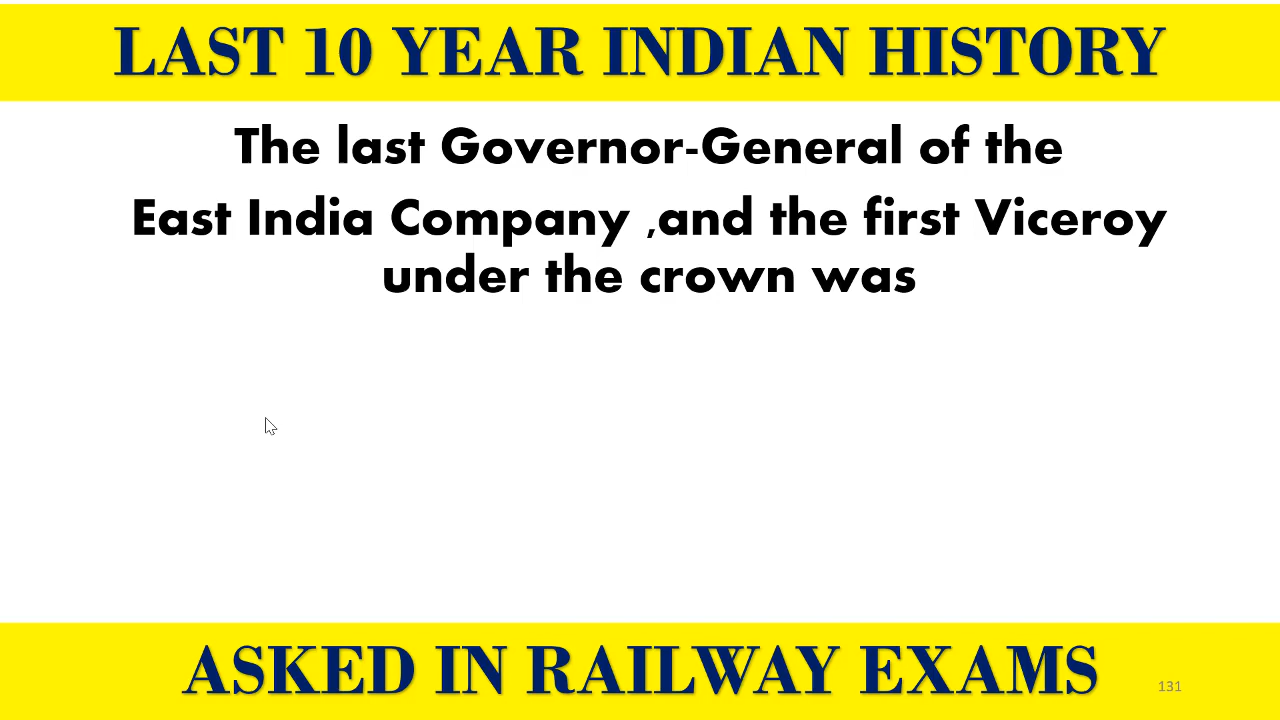 LAST 10 YEAR INDIAN HISTORY
The last Governor-General of the
East India Company ,and the first Viceroy
under the crown was
ASKED IN RAILWAY EXAMS
131